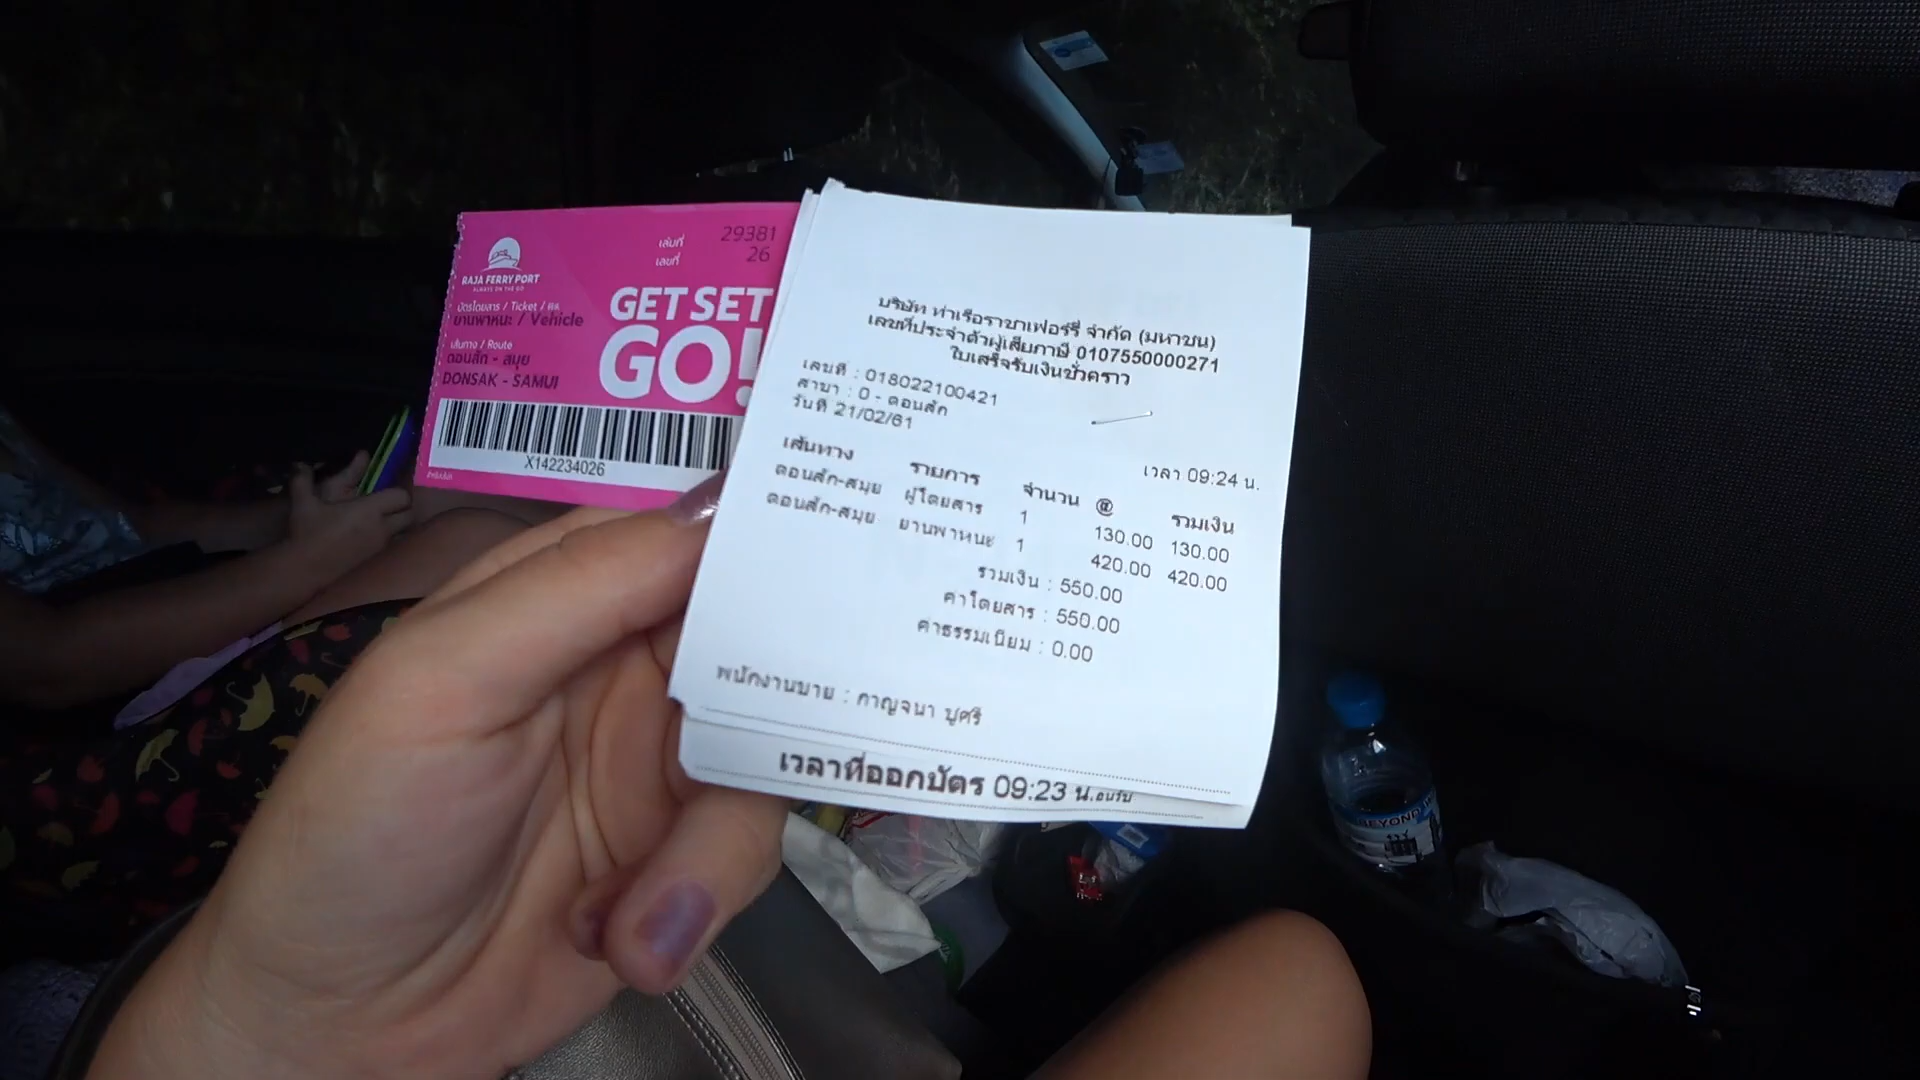 RAJA FERRY PORT
ALWAYS ON THE GO
เล่มที่ 29381
เลขที่ 26
บัตรโดยสาร / Ticket / คร.
ยานพาหนะ / Vehicle
เส้นทาง / Route
ดอนสัก - สมุย
DONSAK - SAMUI
GET SET
GO!
X142234026
บริษัท ท่าเรือราชาเฟอร์รี่ จำกัด (มหาชน)
เลขที่ประจำตัวผู้เสียภาษี 0107550000271
ใบเสร็จรับเงินชั่วคราว
เลขที่ : 018022100421
สาขา : 0 - ดอนสัก
วันที่ 21/02/61
เวลา 09:24 น.
เส้นทาง รายการ จำนวน @ รวมเงิน
ดอนสัก-สมุย ผู้โดยสาร 1 130.00 130.00
ดอนสัก-สมุย ยานพาหนะ 1 420.00 420.00
รวมเงิน : 550.00
ค่าโดยสาร : 550.00
ค่าธรรมเนียม : 0.00
พนักงานขาย : กาญจนา ปูศรี
เวลาที่ออกบัตร 09:23 น.
BEYOND